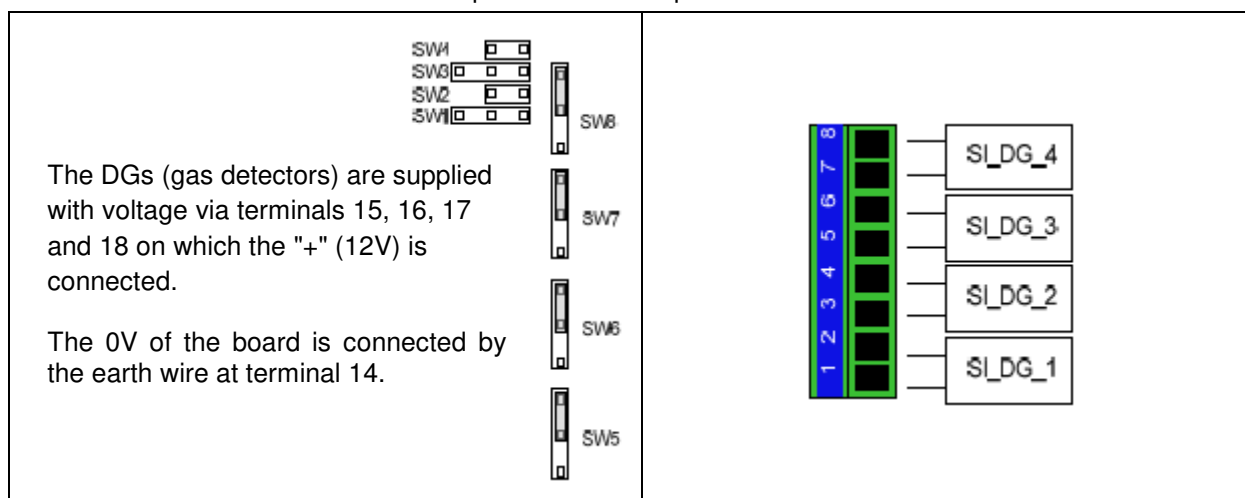 SW4
SW3
SW2
SW1
SW8
The DGs (gas detectors) are supplied
with voltage via terminals 15, 16, 17
and 18 on which the "+" (12V) is
connected.
SW7
The 0V of the board is connected by
the earth wire at terminal 14.
SW6
SW5
8
7
6
5
4
3
2
1
SI_DG_4
SI_DG_3
SI_DG_2
SI_DG_1